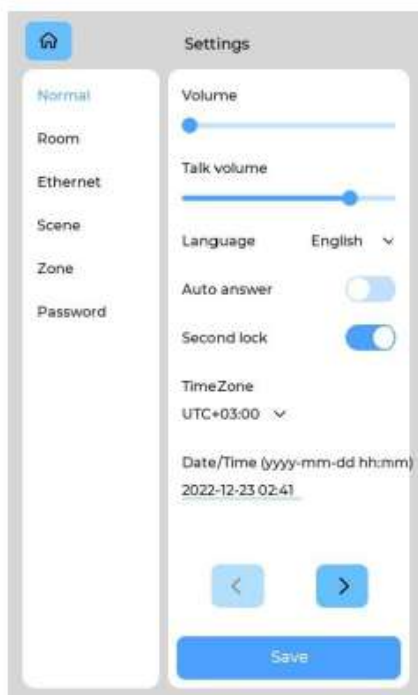 Settings
Normal
Room
Ethernet
Scene
Zone
Password
Volume
Talk volume
Language English
Auto answer
Second lock
TimeZone
UTC+03:00
Date/Time (yyyy-mm-dd hh:mm)
2022-12-23 02:41
Save